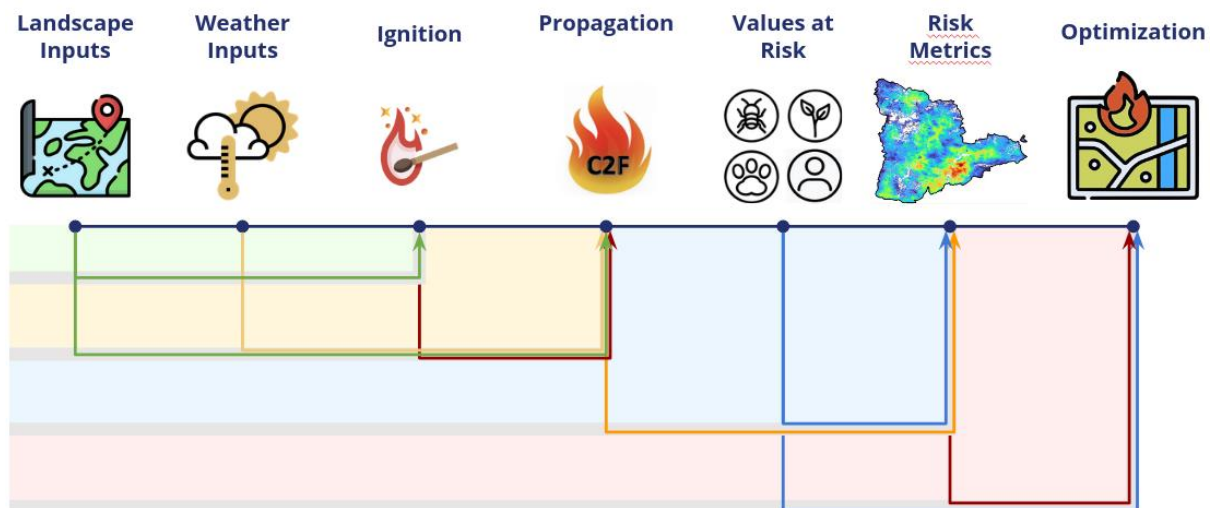 Landscape
Inputs
Weather
Inputs
Ignition
Propagation
Values at
Risk
Risk
Metrics
Optimization
C2F